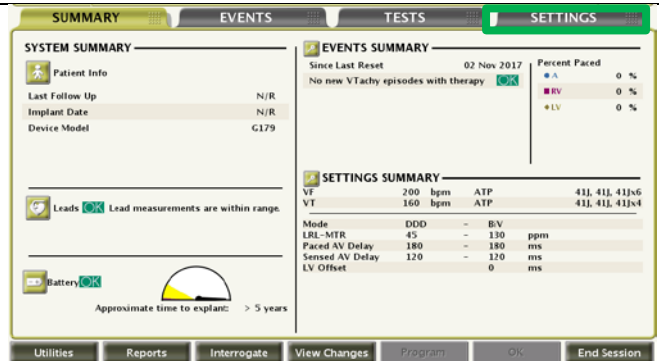 SUMMARY EVENTS TESTS SETTINGS
SYSTEM SUMMARY
Patient Info
Last Follow Up N/R
Implant Date N/R
Device Model G179
Leads OK Lead measurements are within range.
Battery OK
Approximate time to explant: > 5 years
EVENTS SUMMARY
Since Last Reset 02 Nov 2017
No new VTachy episodes with therapy OK
Percent Paced
A 0 %
RV 0 %
LV 0 %
SETTINGS SUMMARY
VF 200 bpm ATP 41J, 41J, 41Jx6
VT 160 bpm ATP 41J, 41J, 41Jx4
Mode DDD - BiV
LRL-MTR 45 - 130 ppm
Paced AV Delay 180 - 180 ms
Sensed AV Delay 120 - 120 ms
LV Offset 0 ms
Utilities Reports Interrogate View Changes Program OK End Session